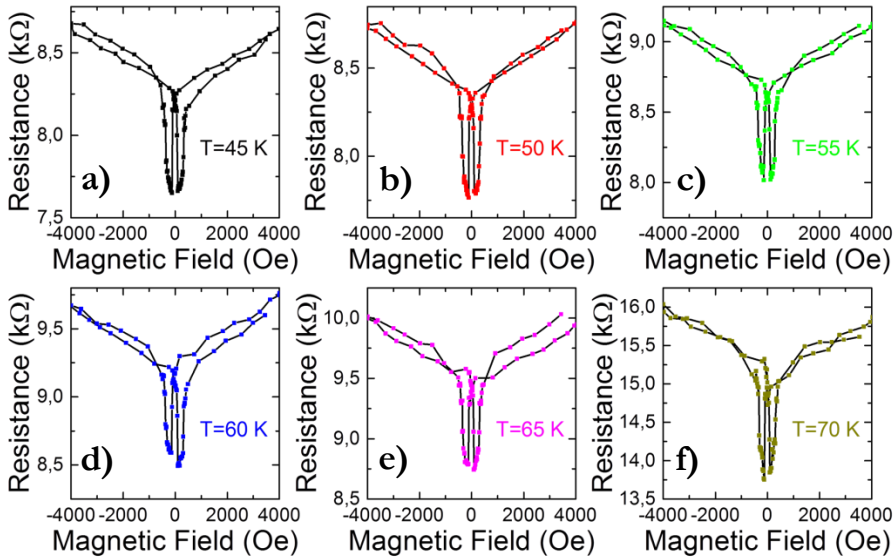 Resistance (kΩ)
8,5
8,0
7,5
a)
T=45 K
-4000 -2000 0 2000 4000
Magnetic Field (Oe)
Resistance (kΩ)
8,5
8,0
b)
T=50 K
-4000 -2000 0 2000 4000
Magnetic Field (Oe)
Resistance (kΩ)
9,0
8,5
8,0
c)
T=55 K
-4000 -2000 0 2000 4000
Magnetic Field (Oe)
Resistance (kΩ)
9,5
9,0
8,5
d)
T=60 K
-4000 -2000 0 2000 4000
Magnetic Field (Oe)
Resistance (kΩ)
10,0
9,5
9,0
8,5
e)
T=65 K
-4000 -2000 0 2000 4000
Magnetic Field (Oe)
Resistance (kΩ)
16,0
15,5
15,0
14,5
14,0
13,5
f)
T=70 K
-4000 -2000 0 2000 4000
Magnetic Field (Oe)